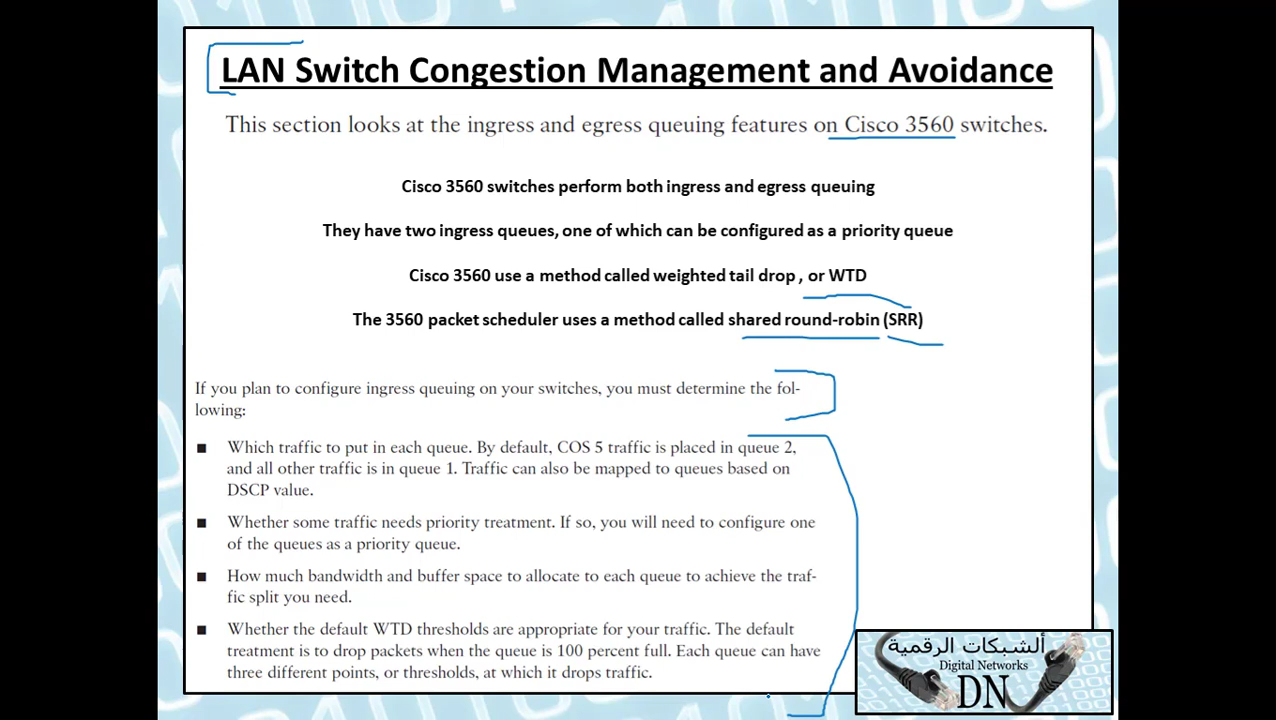 LAN Switch Congestion Management and Avoidance
This section looks at the ingress and egress queuing features on Cisco 3560 switches.
Cisco 3560 switches perform both ingress and egress queuing
They have two ingress queues, one of which can be configured as a priority queue
Cisco 3560 use a method called weighted tail drop , or WTD
The 3560 packet scheduler uses a method called shared round-robin (SRR)
If you plan to configure ingress queuing on your switches, you must determine the fol-
lowing:
■ Which traffic to put in each queue. By default, COS 5 traffic is placed in queue 2,
and all other traffic is in queue 1. Traffic can also be mapped to queues based on
DSCP value.
■ Whether some traffic needs priority treatment. If so, you will need to configure one
of the queues as a priority queue.
■ How much bandwidth and buffer space to allocate to each queue to achieve the traf-
fic split you need.
■ Whether the default WTD thresholds are appropriate for your traffic. The default
treatment is to drop packets when the queue is 100 percent full. Each queue can have
three different points, or thresholds, at which it drops traffic.
ألشبكات الرقمية
Digital Networks
DN